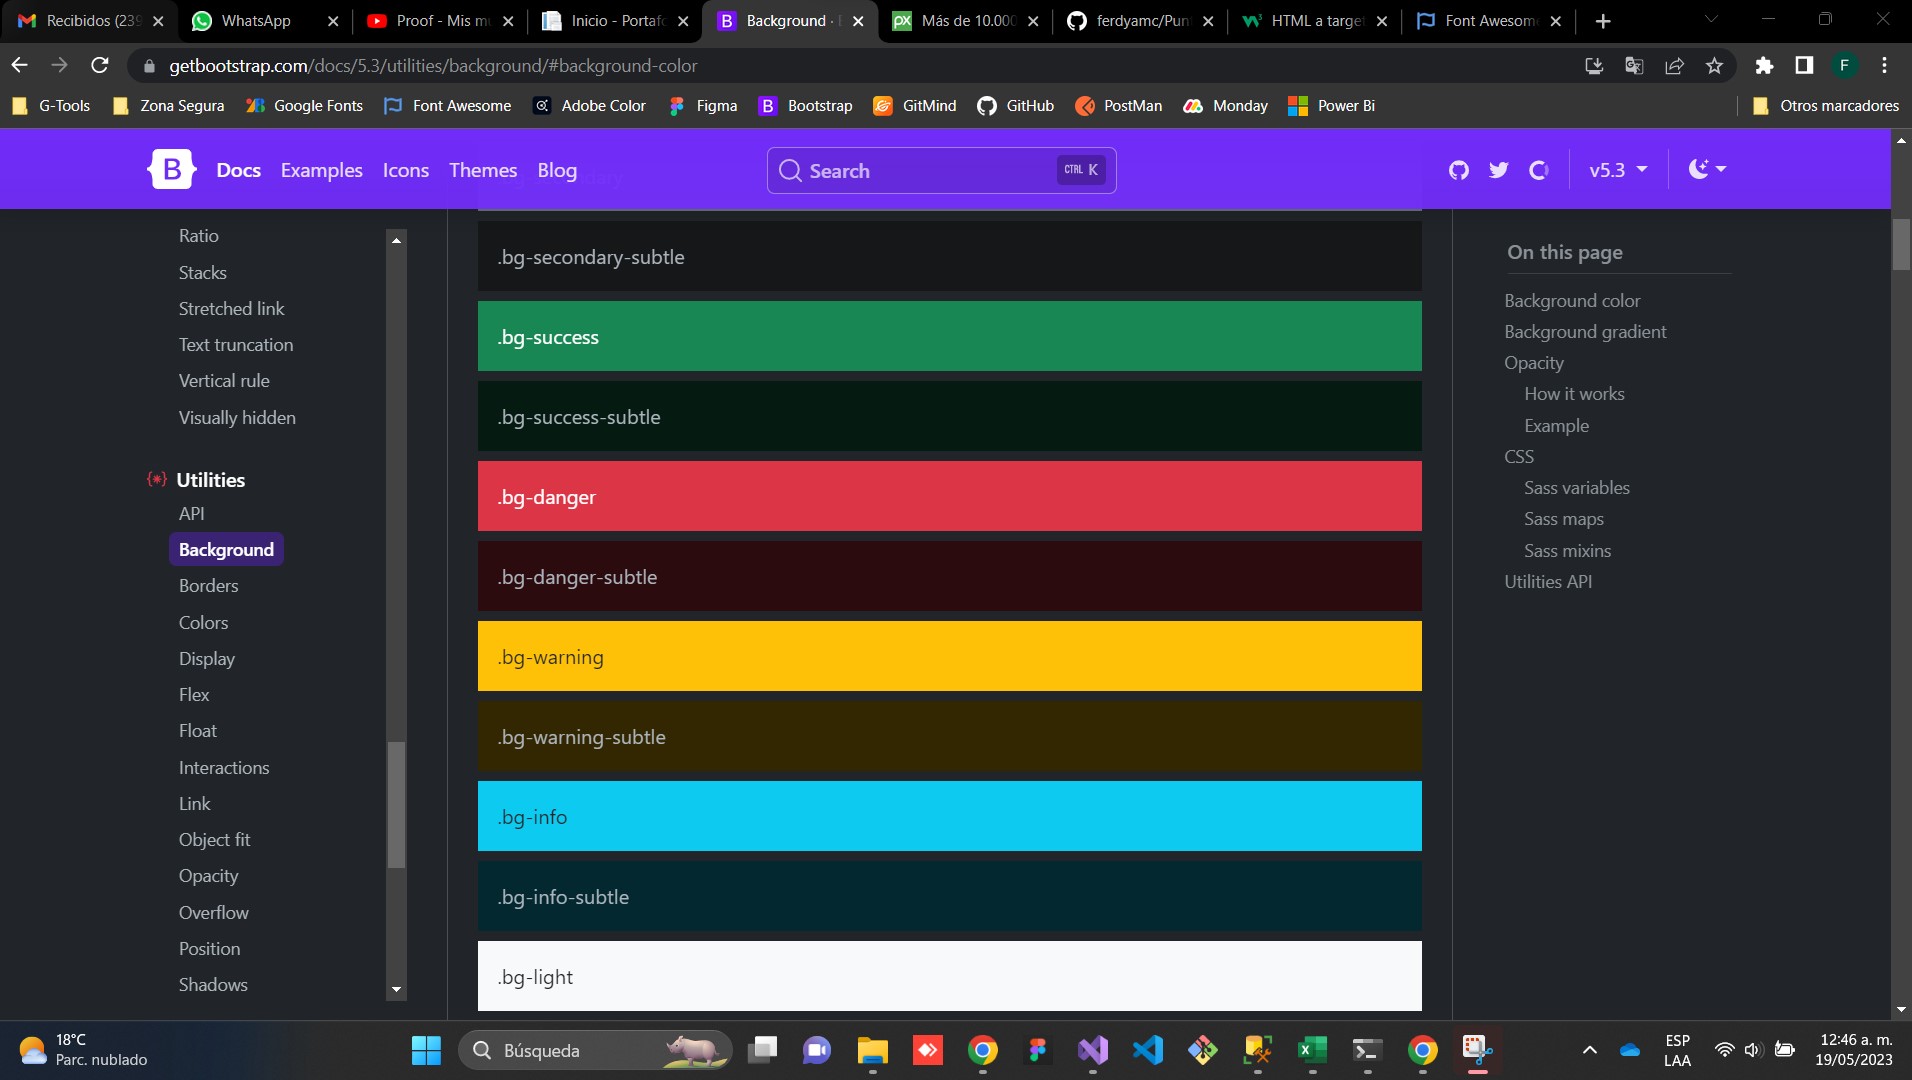 Recibidos (239
WhatsApp
Proof - Mis mu
Inicio - Portafo
Background ·
Más de 10.000
ferdyamc/Pun
HTML a target
Font Awesom
getbootstrap.com/docs/5.3/utilities/background/#background-color
F
G-Tools
Zona Segura
Google Fonts
Font Awesome
Adobe Color
Figma
Bootstrap
GitMind
GitHub
PostMan
Monday
Power Bi
Otros marcadores
B
Docs
Examples
Icons
Themes
Blog
Search
CTRL K
v5.3
Ratio
Stacks
Stretched link
Text truncation
Vertical rule
Visually hidden
Utilities
API
Background
Borders
Colors
Display
Flex
Float
Interactions
Link
Object fit
Opacity
Overflow
Position
Shadows
.bg-secondary-subtle
.bg-success
.bg-success-subtle
.bg-danger
.bg-danger-subtle
.bg-warning
.bg-warning-subtle
.bg-info
.bg-info-subtle
.bg-light
On this page
Background color
Background gradient
Opacity
How it works
Example
CSS
Sass variables
Sass maps
Sass mixins
Utilities API
18°C
Parc. nublado
Búsqueda
ESP
LAA
12:46 a. m.
19/05/2023